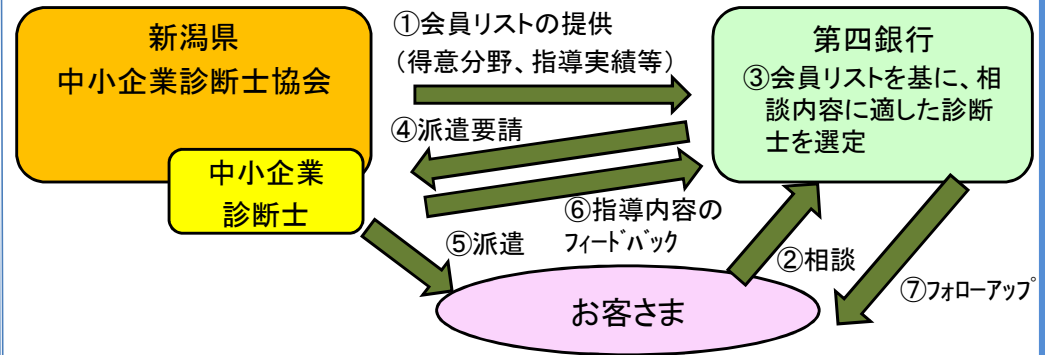 新潟県
中小企業診断士協会
中小企業
診断士
①会員リストの提供
（得意分野、指導実績等）
④派遣要請
⑥指導内容の
ﾌｨｰﾄﾞﾊﾞｯｸ
⑤派遣
第四銀行
③会員リストを基に、相
談内容に適した診断
士を選定
②相談
⑦ﾌｫﾛｰｱｯﾌﾟ
お客さま